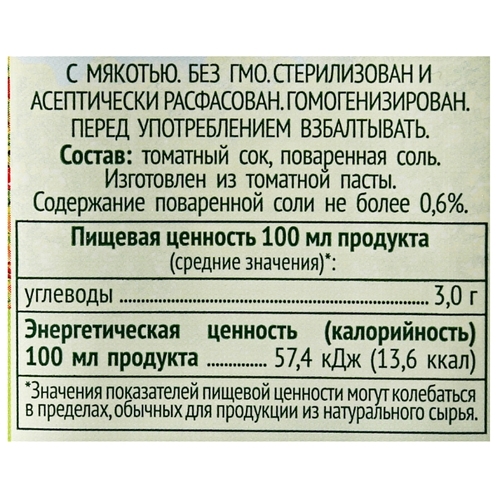 С МЯКОТЬЮ. БЕЗ ГМО. СТЕРИЛИЗОВАН И
АСЕПТИЧЕСКИ РАСФАСОВАН. ГОМОГЕНИЗИРОВАН.
ПЕРЕД УПОТРЕБЛЕНИЕМ ВЗБАЛТЫВАТЬ.
Состав: томатный сок, поваренная соль.
Изготовлен из томатной пасты.
Содержание поваренной соли не более 0,6%.
Пищевая ценность 100 мл продукта
(средние значения)*:
углеводы ........ 3,0 г
Энергетическая ценность (калорийность)
100 мл продукта ........ 57,4 кДж (13,6 ккал)
*Значения показателей пищевой ценности могут колебаться
в пределах, обычных для продукции из натурального сырья.